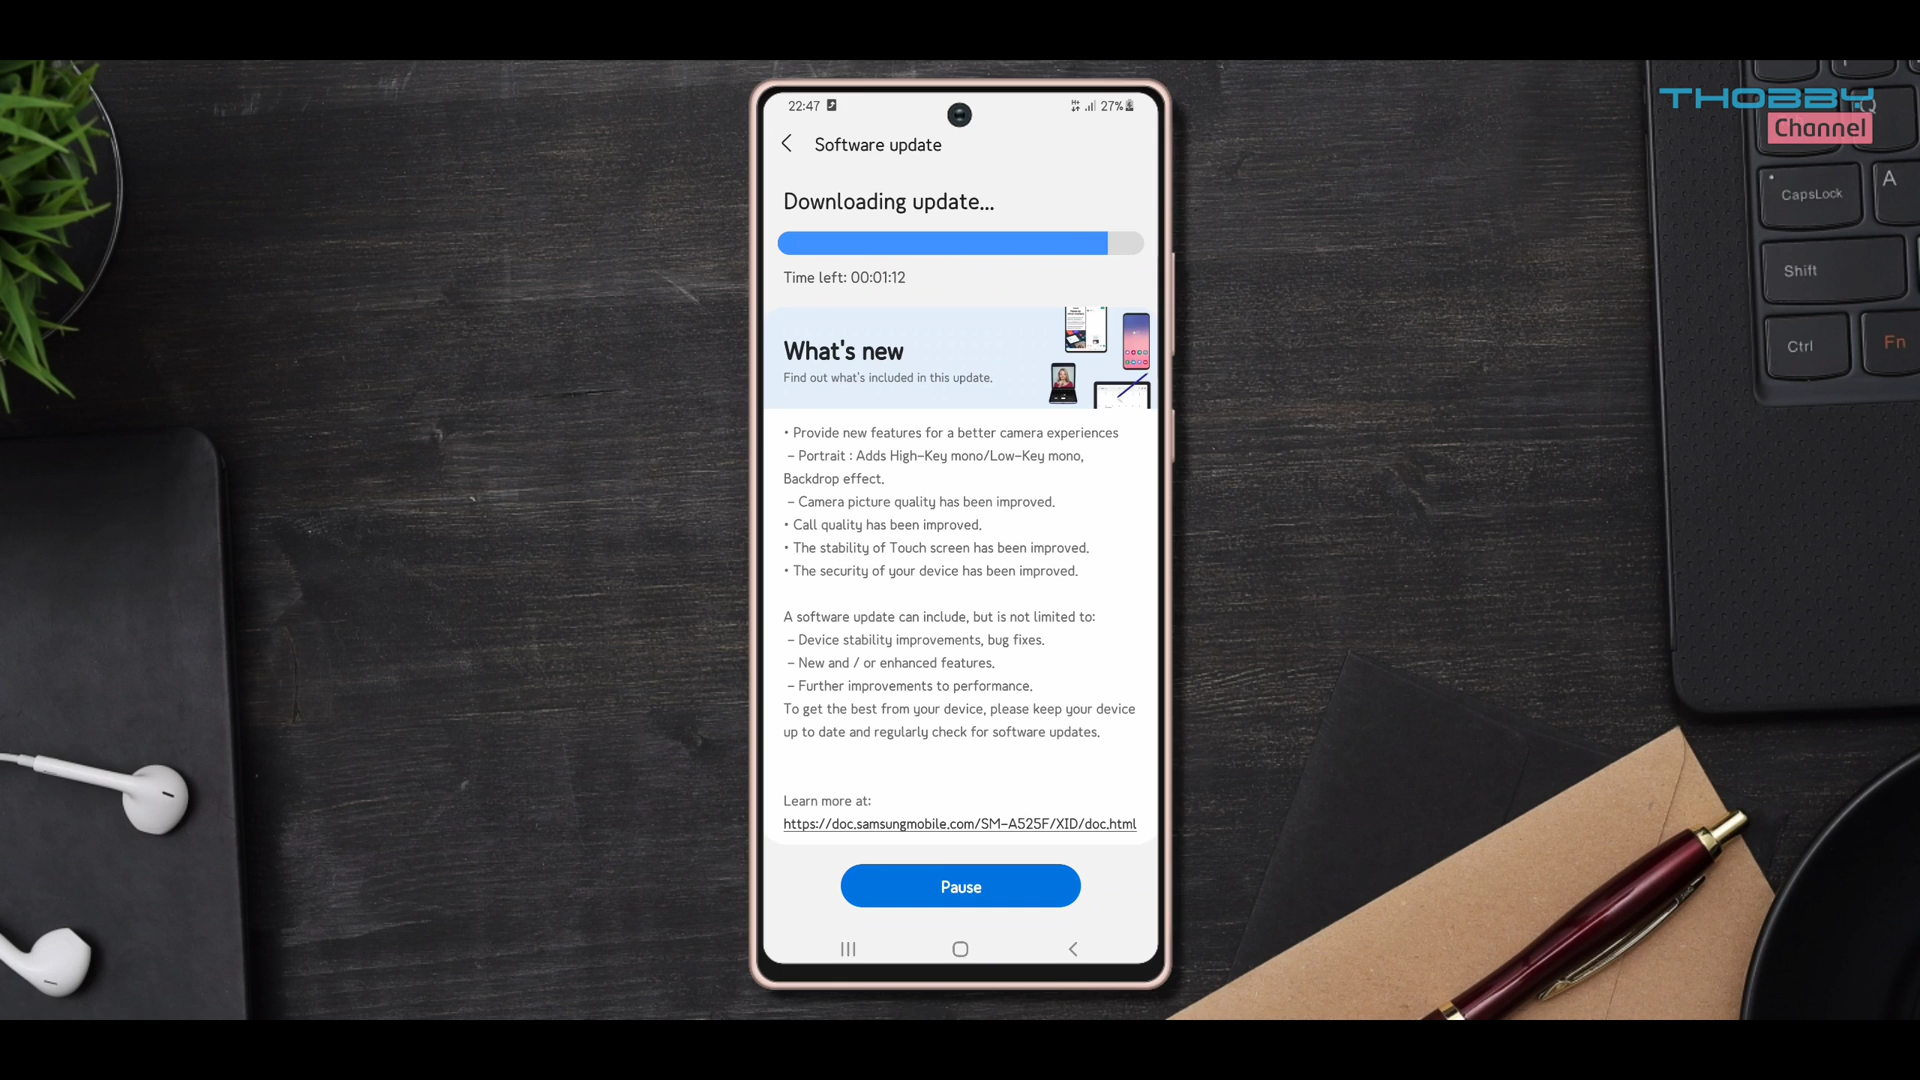 THOBBY
Channel
22:47
27%
Software update
Downloading update...
Time left: 00:01:12
What's new
Find out what's included in this update.
• Provide new features for a better camera experiences
– Portrait : Adds High-Key mono/Low-Key mono,
Backdrop effect.
– Camera picture quality has been improved.
• Call quality has been improved.
• The stability of Touch screen has been improved.
• The security of your device has been improved.
A software update can include, but is not limited to:
– Device stability improvements, bug fixes.
– New and / or enhanced features.
– Further improvements to performance.
To get the best from your device, please keep your device
up to date and regularly check for software updates.
Learn more at:
https://doc.samsungmobile.com/SM-A525F/XID/doc.html
Pause
Q
CapsLock
A
Shift
Ctrl
Fn